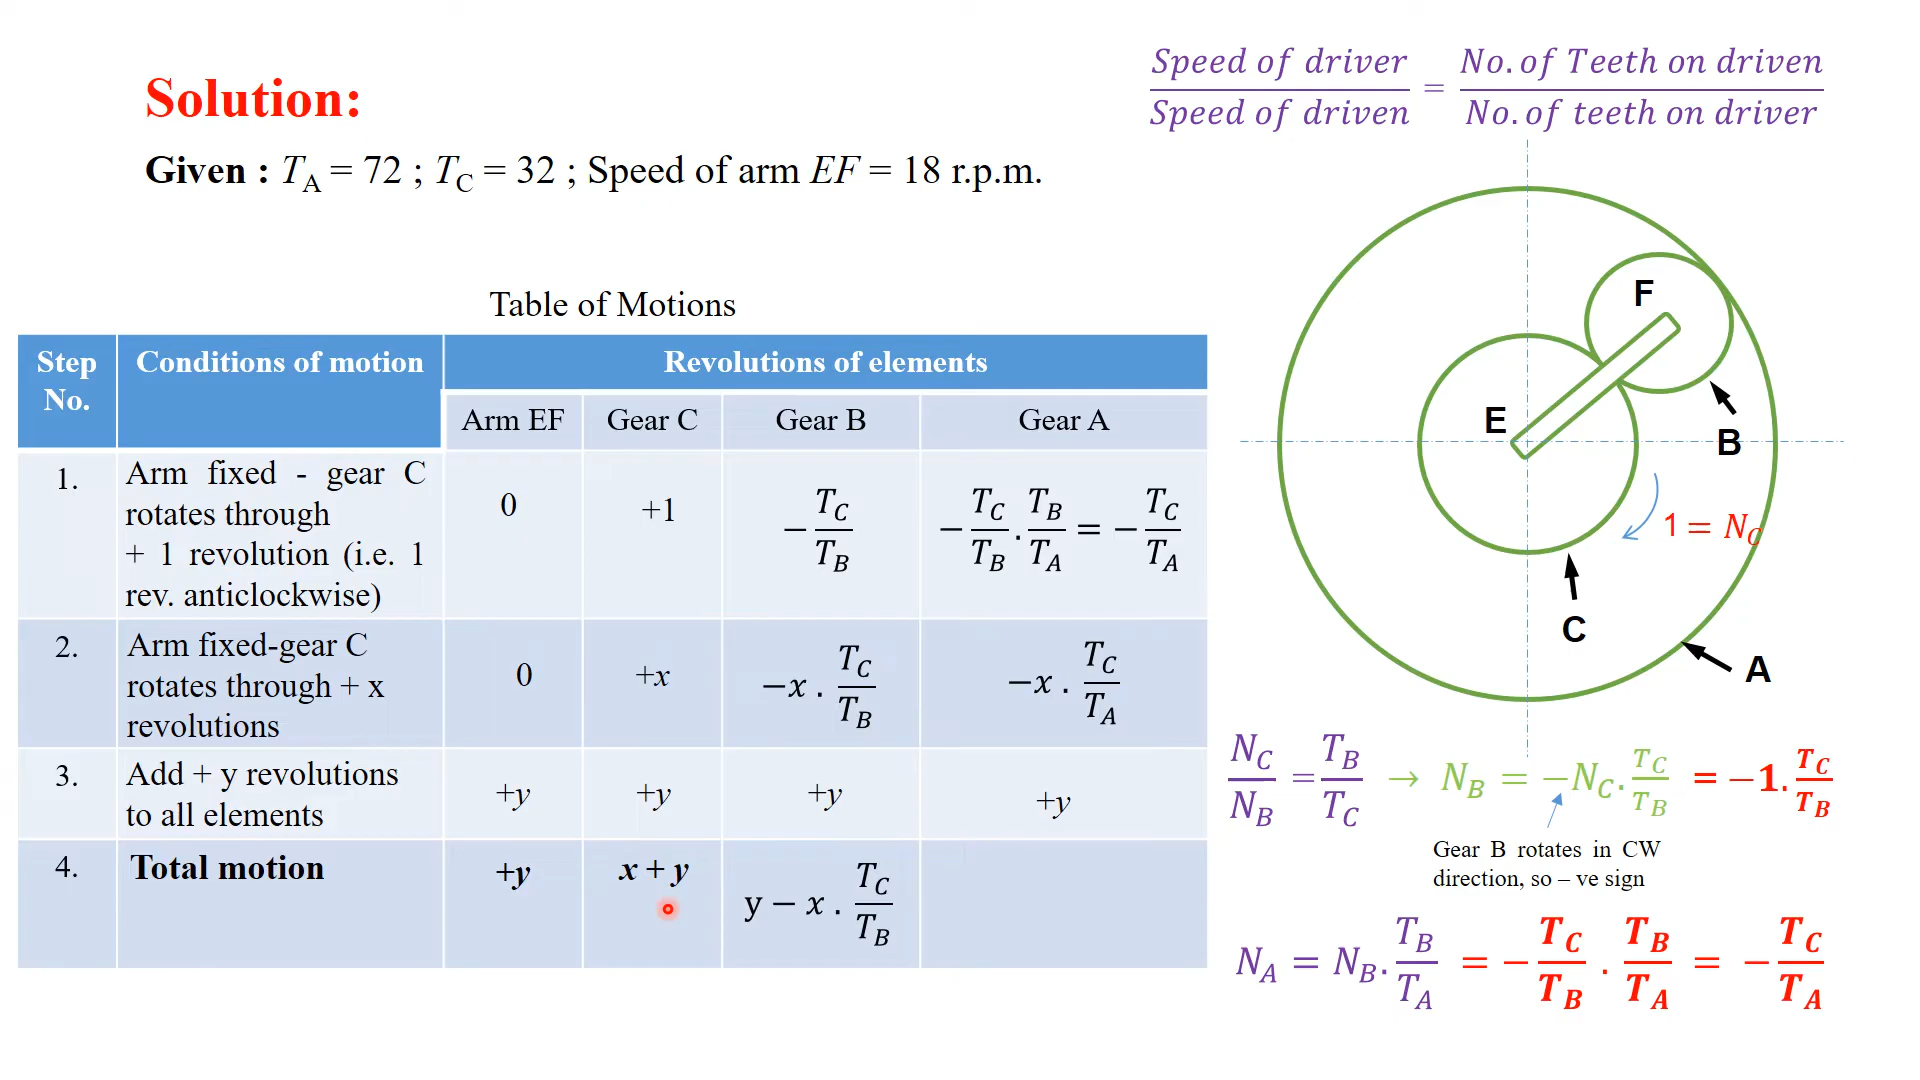 Solution:
Given : T_A = 72 ; T_C = 32 ; Speed of arm EF = 18 r.p.m.
Speed of driver / Speed of driven = No. of Teeth on driven / No. of teeth on driver
Table of Motions
Step No. | Conditions of motion | Revolutions of elements
Arm EF | Gear C | Gear B | Gear A
1. | Arm fixed - gear C rotates through + 1 revolution (i.e. 1 rev. anticlockwise) | 0 | +1 | − T_C / T_B | − T_C / T_B . T_B / T_A = − T_C / T_A
2. | Arm fixed-gear C rotates through + x revolutions | 0 | +x | −x . T_C / T_B | −x . T_C / T_A
3. | Add + y revolutions to all elements | +y | +y | +y | +y
4. | Total motion | +y | x + y | y − x . T_C / T_B
F
E
B
1 = N_C
C
A
N_C / N_B = T_B / T_C → N_B = −N_C . T_C / T_B = −1. T_C / T_B
Gear B rotates in CW
direction, so – ve sign
N_A = N_B . T_B / T_A = − T_C / T_B . T_B / T_A = − T_C / T_A